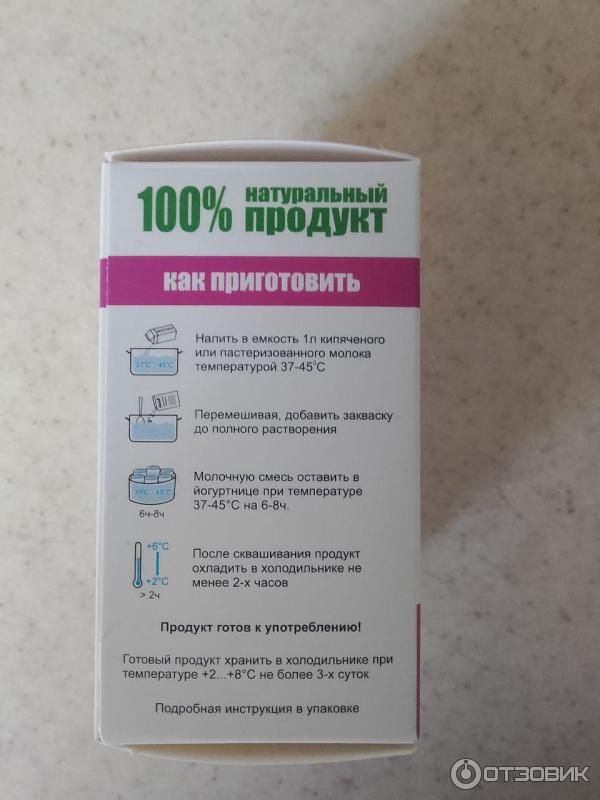 100% натуральный
продукт
как приготовить
37°C - 45°C
Налить в емкость 1л кипяченого
или пастеризованного молока
температурой 37-45°C
Перемешивая, добавить закваску
до полного растворения
37°C - 45°C
6ч-8ч
Молочную смесь оставить в
йогуртнице при температуре
37-45°C на 6-8ч.
+6°C
+2°C
> 2ч
После сквашивания продукт
охладить в холодильнике не
менее 2-х часов
Продукт готов к употреблению!
Готовый продукт хранить в холодильнике при
температуре +2...+8°C не более 3-х суток
Подробная инструкция в упаковке
ОТЗОВИК